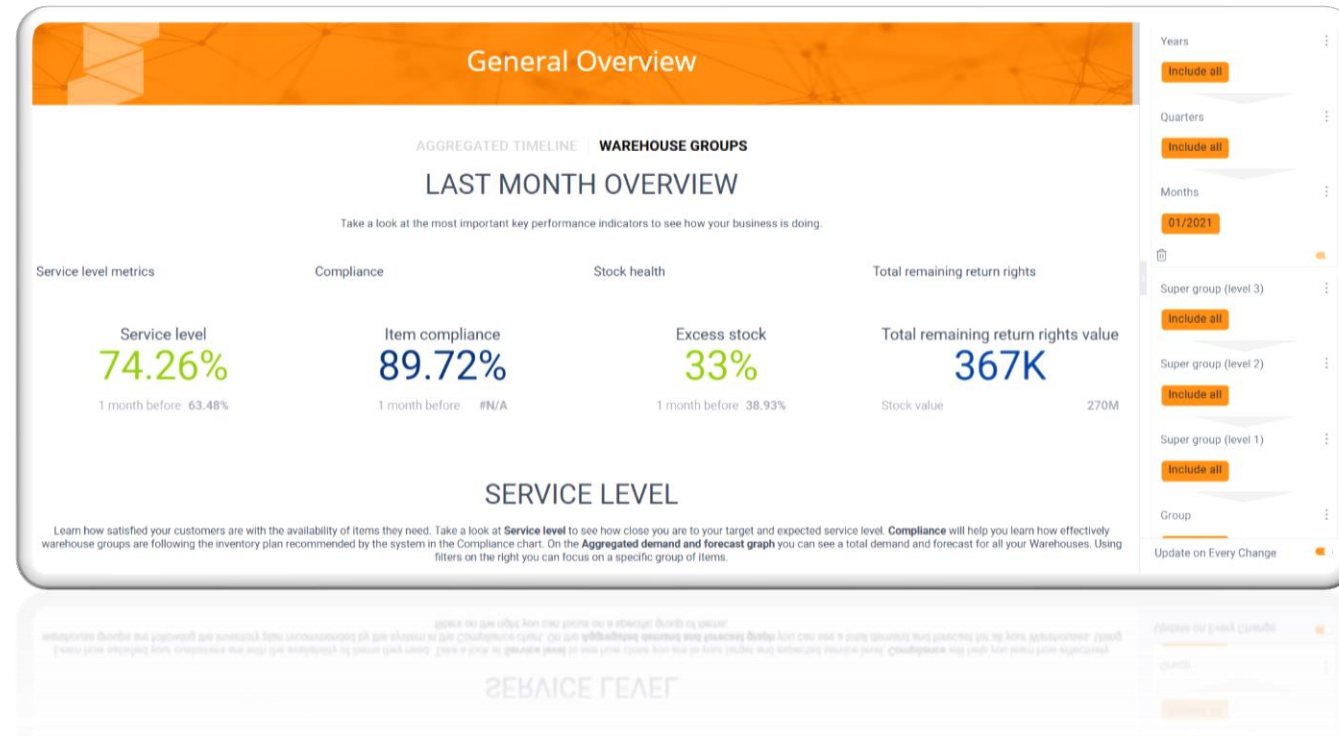 General Overview
AGGREGATED TIMELINE WAREHOUSE GROUPS
LAST MONTH OVERVIEW
Take a look at the most important key performance indicators to see how your business is doing.
Service level metrics
Compliance
Stock health
Total remaining return rights
Service level
74.26%
1 month before 63.48%
Item compliance
89.72%
1 month before #N/A
Excess stock
33%
1 month before 38.93%
Total remaining return rights value
367K
Stock value 270M
SERVICE LEVEL
Learn how satisfied your customers are with the availability of items they need. Take a look at Service level to see how close you are to your target and expected service level. Compliance will help you learn how effectively
warehouse groups are following the inventory plan recommended by the system in the Compliance chart. On the Aggregated demand and forecast graph you can see a total demand and forecast for all your Warehouses. Using
filters on the right you can focus on a specific group of items.
Years
Include all
Quarters
Include all
Months
01/2021
Super group (level 3)
Include all
Super group (level 2)
Include all
Super group (level 1)
Include all
Group
Update on Every Change